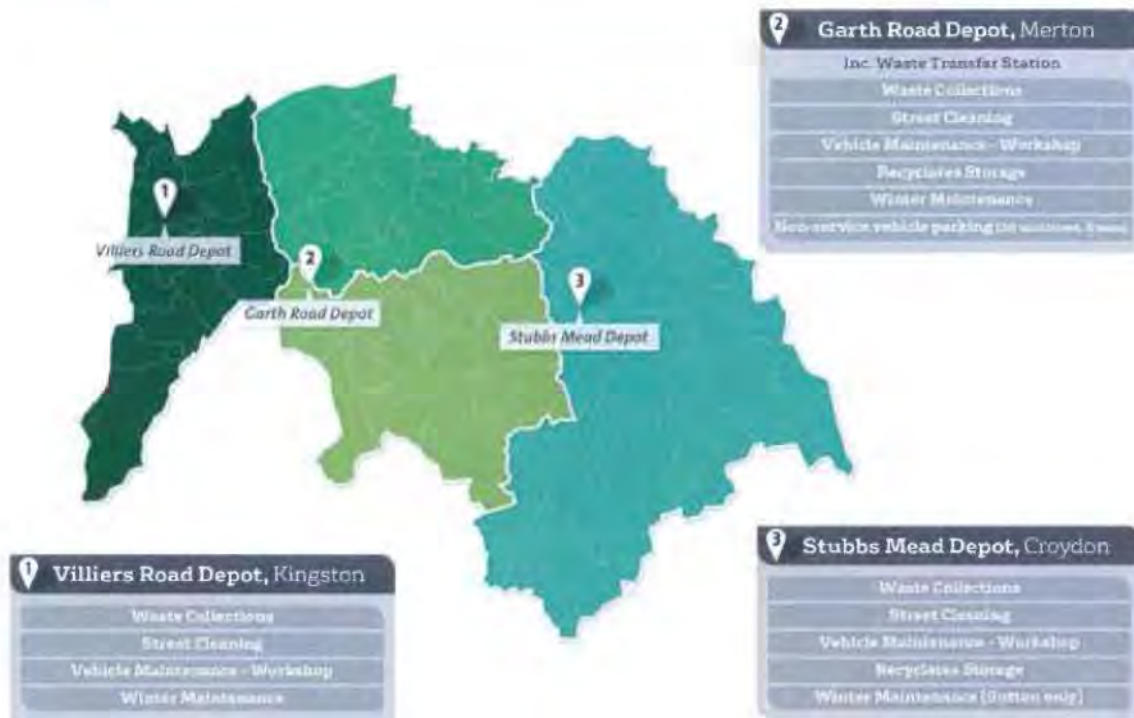 2 Garth Road Depot, Merton
Inc. Waste Transfer Station
Waste Collections
Street Cleaning
Vehicle Maintenance - Workshop
Recyclates Storage
Winter Maintenance
Non-service vehicle parking
1
Villiers Road Depot
2
Garth Road Depot
3
Stubbs Mead Depot
1 Villiers Road Depot, Kingston
Waste Collections
Street Cleaning
Vehicle Maintenance - Workshop
Winter Maintenance
3 Stubbs Mead Depot, Croydon
Waste Collections
Street Cleaning
Vehicle Maintenance - Workshop
Recyclates Storage
Winter Maintenance (Sutton only)